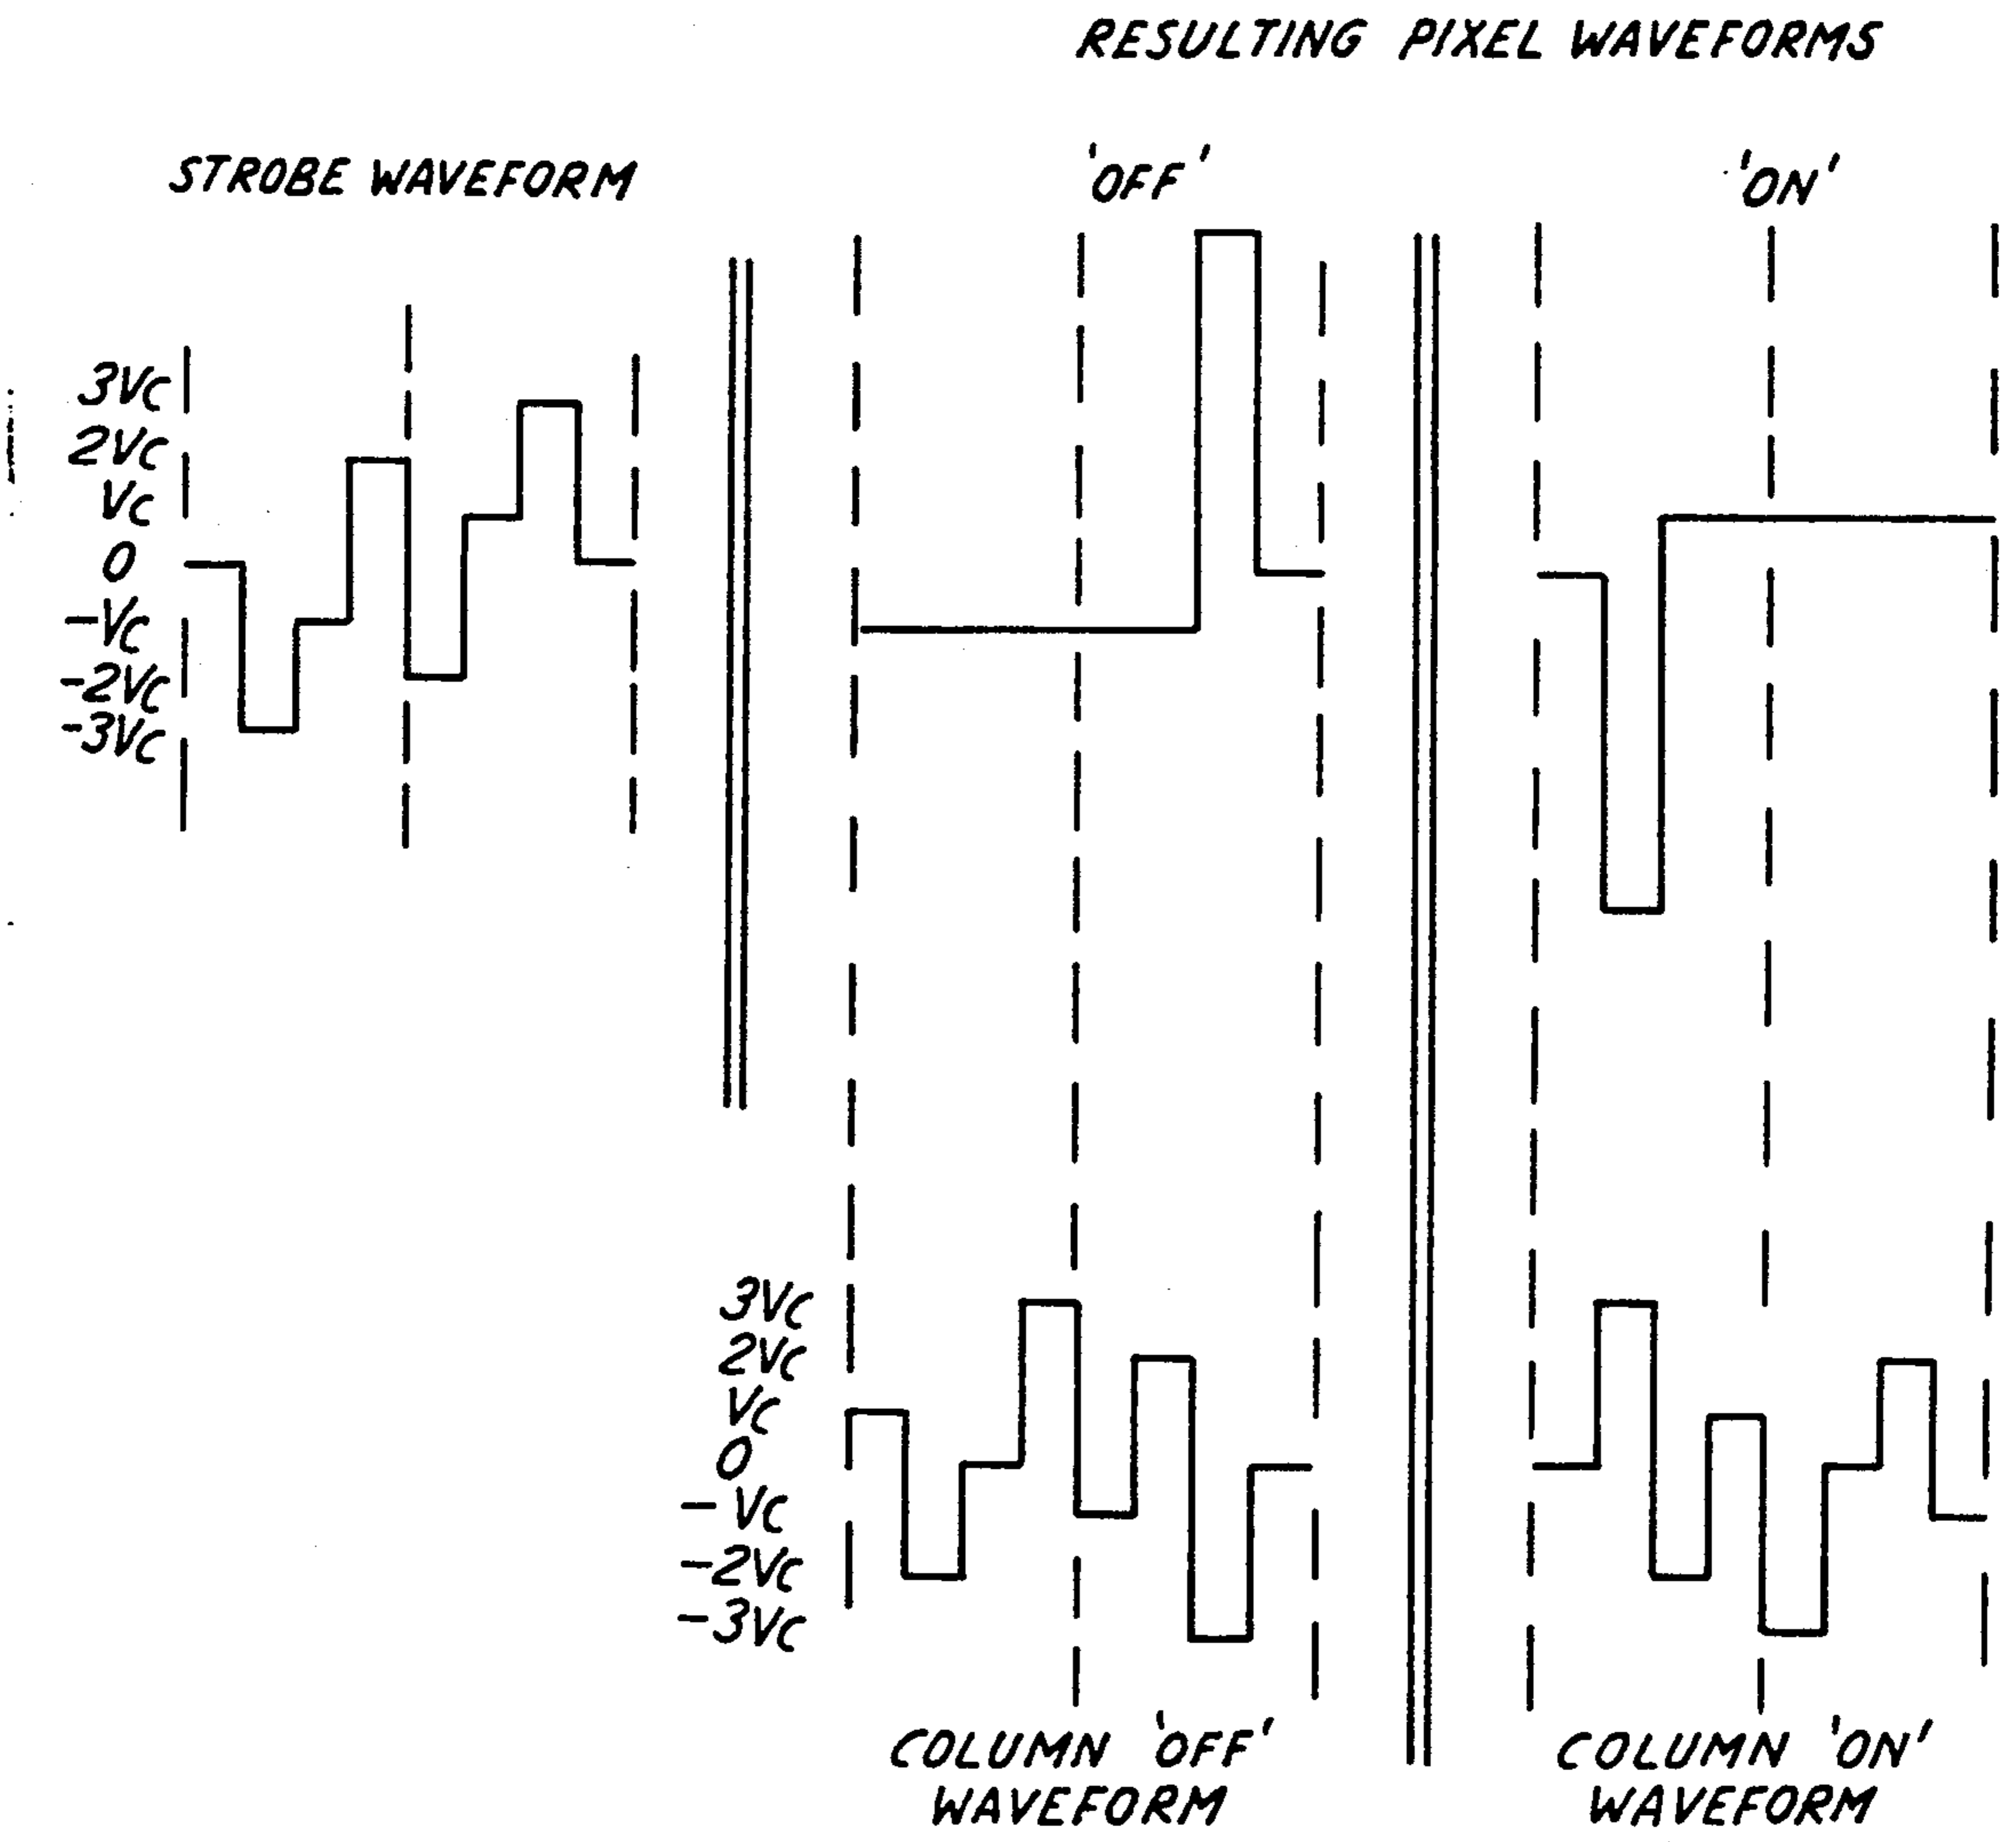 RESULTING PIXEL WAVEFORMS
STROBE WAVEFORM
'OFF'
'ON'
3VC
2VC
VC
0
-VC
-2VC
-3VC
3VC
2VC
VC
0
- VC
-2VC
-3VC
COLUMN 'OFF'
WAVEFORM
COLUMN 'ON'
WAVEFORM